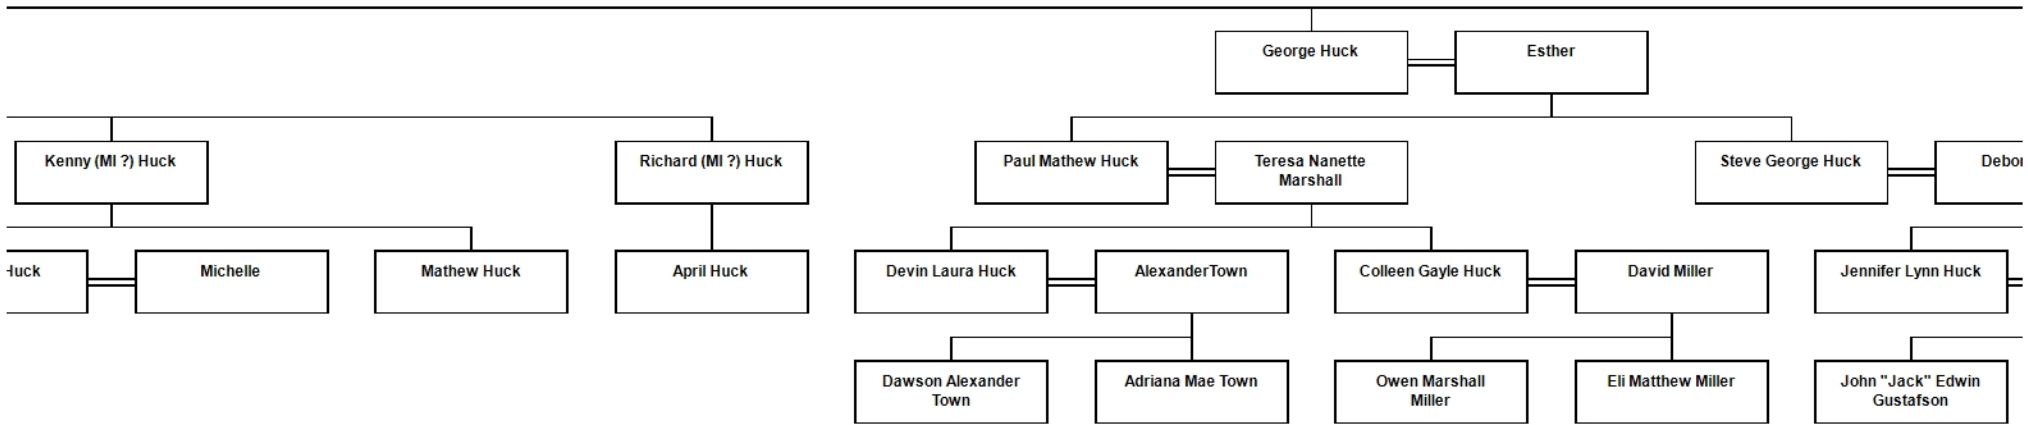 George Huck
Esther
Kenny (MI ?) Huck
Richard (MI ?) Huck
Paul Mathew Huck
Teresa Nanette
Marshall
Steve George Huck
Huck
Michelle
Mathew Huck
April Huck
Devin Laura Huck
AlexanderTown
Colleen Gayle Huck
David Miller
Jennifer Lynn Huck
Dawson Alexander
Town
Adriana Mae Town
Owen Marshall
Miller
Eli Matthew Miller
John "Jack" Edwin
Gustafson